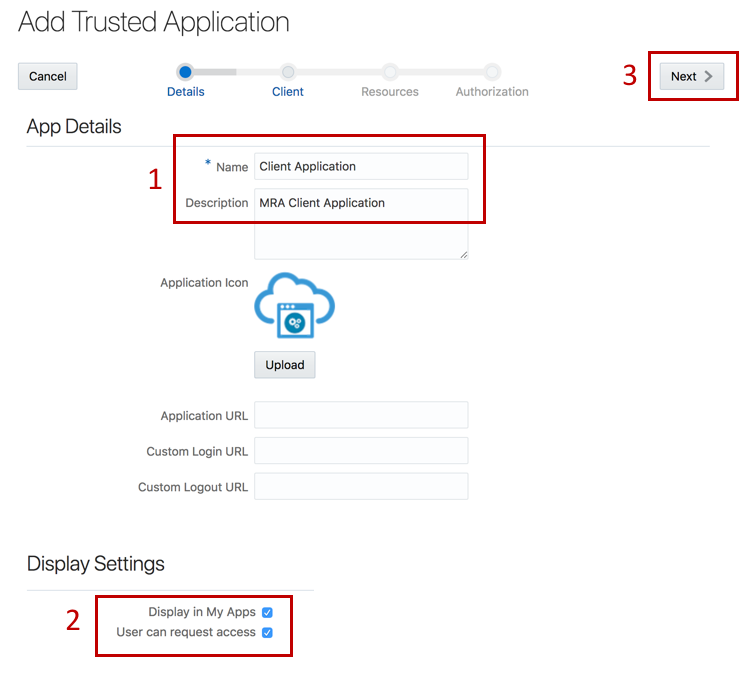 Add Trusted Application
Cancel
Details
Client
Resources
Authorization
3
Next
App Details
1
* Name
Client Application
Description
MRA Client Application
Application Icon
Upload
Application URL
Custom Login URL
Custom Logout URL
Display Settings
2
Display in My Apps
User can request access